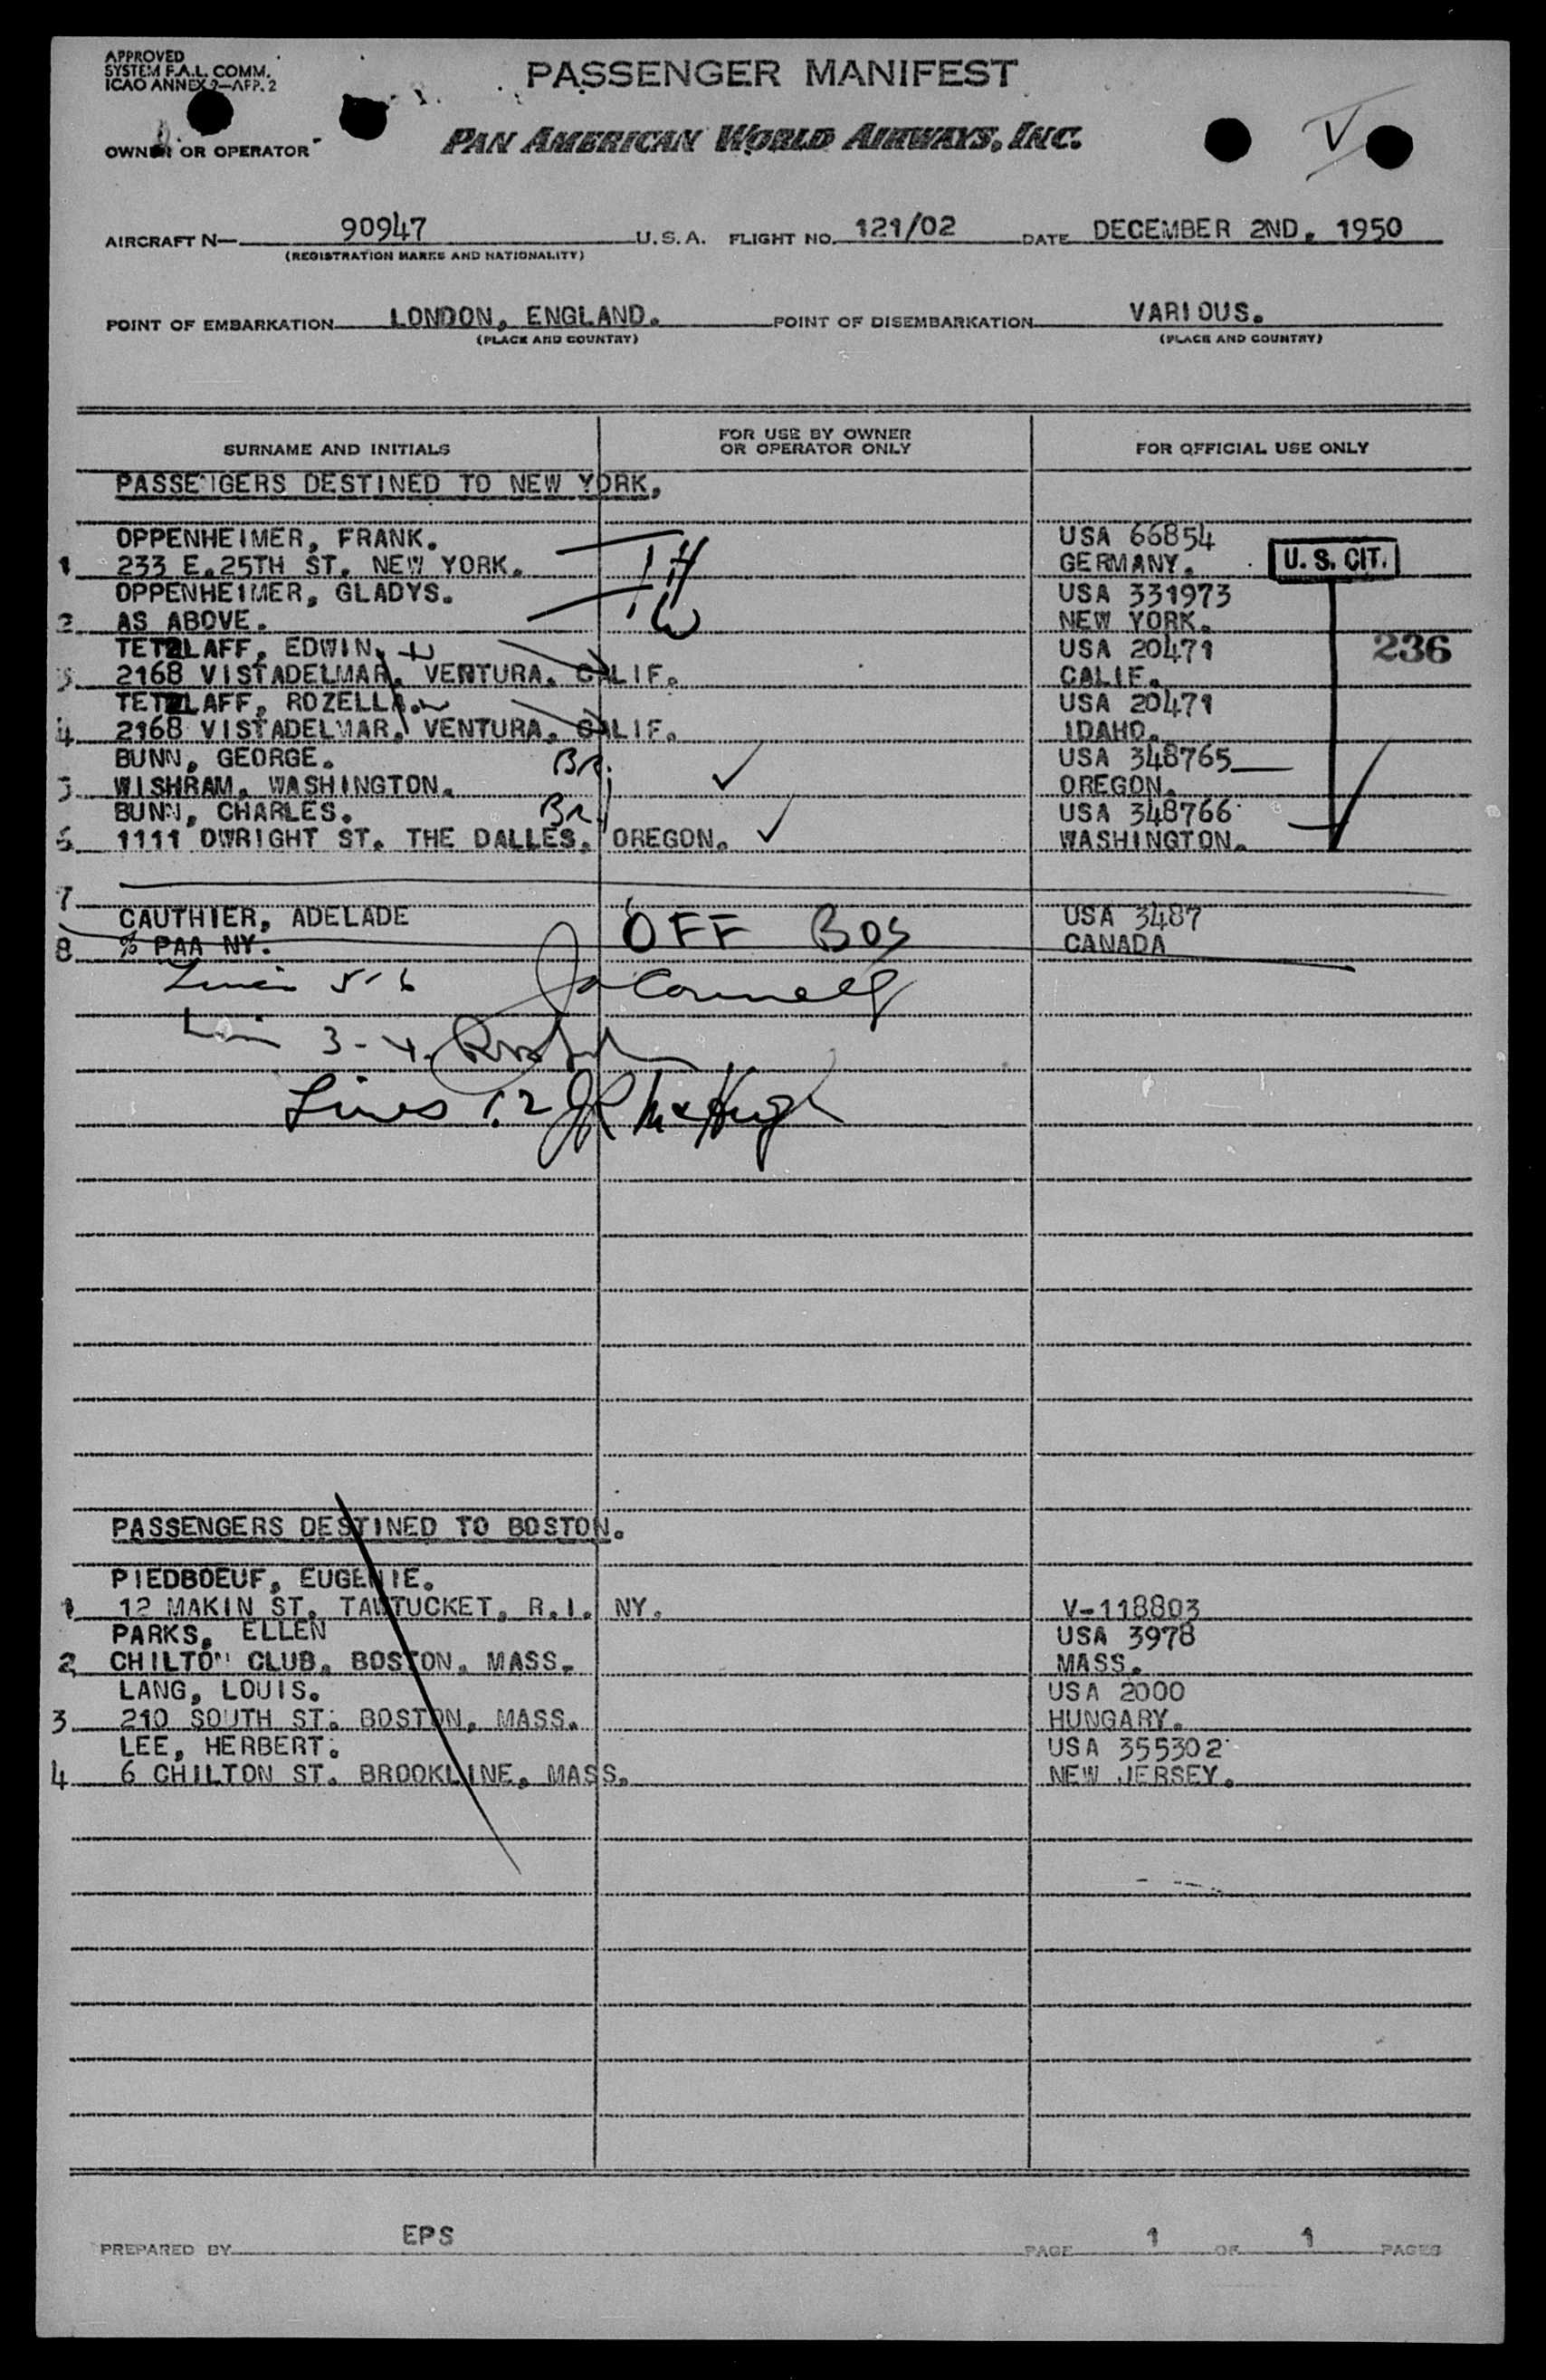 APPROVED
SYSTEM F.A.L. COMM.
ICAO ANNEX 9—APP. 2
PASSENGER MANIFEST
OWNER OR OPERATOR
PAN AMERICAN WORLD AIRWAYS, INC.
V
AIRCRAFT N— 90947 U.S.A. FLIGHT NO. 121/02 DATE DECEMBER 2ND. 1950
(REGISTRATION MARKS AND NATIONALITY)
POINT OF EMBARKATION LONDON, ENGLAND. POINT OF DISEMBARKATION VARIOUS.
(PLACE AND COUNTRY) (PLACE AND COUNTRY)
SURNAME AND INITIALS FOR USE BY OWNER OR OPERATOR ONLY FOR OFFICIAL USE ONLY
PASSENGERS DESTINED TO NEW YORK.
OPPENHEIMER, FRANK. USA 66854
1 233 E.25TH ST. NEW YORK. GERMANY. U.S. CIT.
OPPENHEIMER, GLADYS. USA 331973
2 AS ABOVE. NEW YORK.
TETZLAFF, EDWIN. USA 20471 236
3 2168 VISTADELMAR, VENTURA. CALIF. CALIF.
TETZLAFF, ROZELLA. USA 20471
4 2168 VISTADELMAR, VENTURA. CALIF. IDAHO.
BUNN, GEORGE. Br. USA 348765
5 WISHRAM, WASHINGTON. OREGON.
BUNN, CHARLES. Br. USA 348766
6 1111 DWRIGHT ST. THE DALLES. OREGON. WASHINGTON.
7
CAUTHIER, ADELADE OFF BOS USA 3487
8 % PAA NY. CANADA
Lines 5-6 JO'Connell
3-4.
Lines 1.2 JR McHugh
PASSENGERS DESTINED TO BOSTON.
PIEDBOEUF, EUGENIE.
1 12 MAKIN ST. TAWTUCKET, R.I. NY. V-118803
PARKS, ELLEN USA 3978
2 CHILTON CLUB, BOSTON. MASS. MASS.
LANG, LOUIS. USA 2000
3 210 SOUTH ST. BOSTON, MASS. HUNGARY.
LEE, HERBERT. USA 355302
4 6 CHILTON ST. BROOKLINE, MASS. NEW JERSEY.
PREPARED BY EPS PAGE 1 OF 1 PAGES